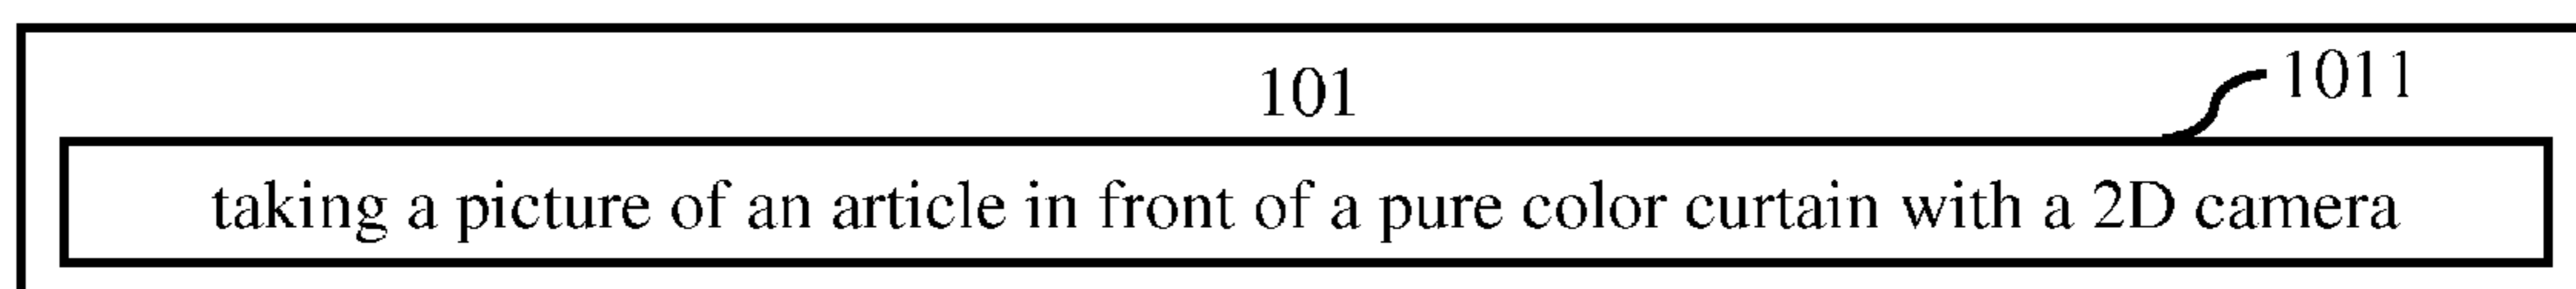 101
1011
taking a picture of an article in front of a pure color curtain with a 2D camera